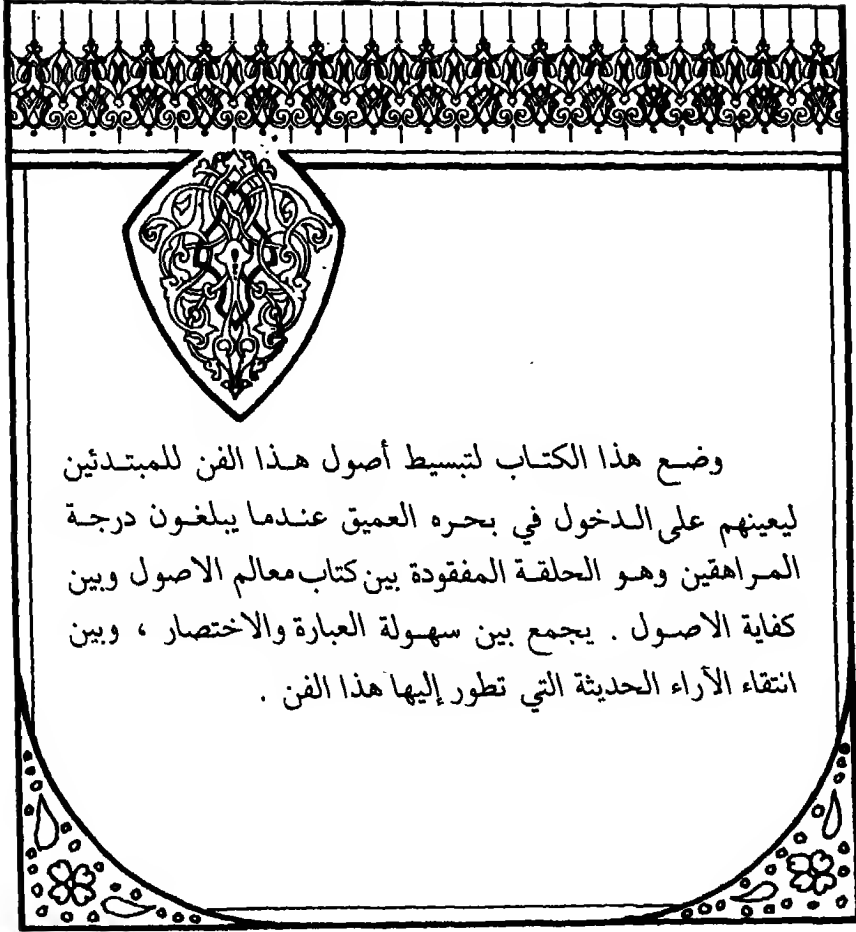 وضع هذا الكتاب لتبسيط أصول هذا الفن للمبتدئين
ليعينهم على الدخول في بحره العميق عندما يبلغون درجة
المراهقين وهو الحلقة المفقودة بين كتاب معالم الاصول وبين
كفاية الاصول . يجمع بين سهولة العبارة والاختصار ، وبين
انتقاء الآراء الحديثة التي تطور إليها هذا الفن .